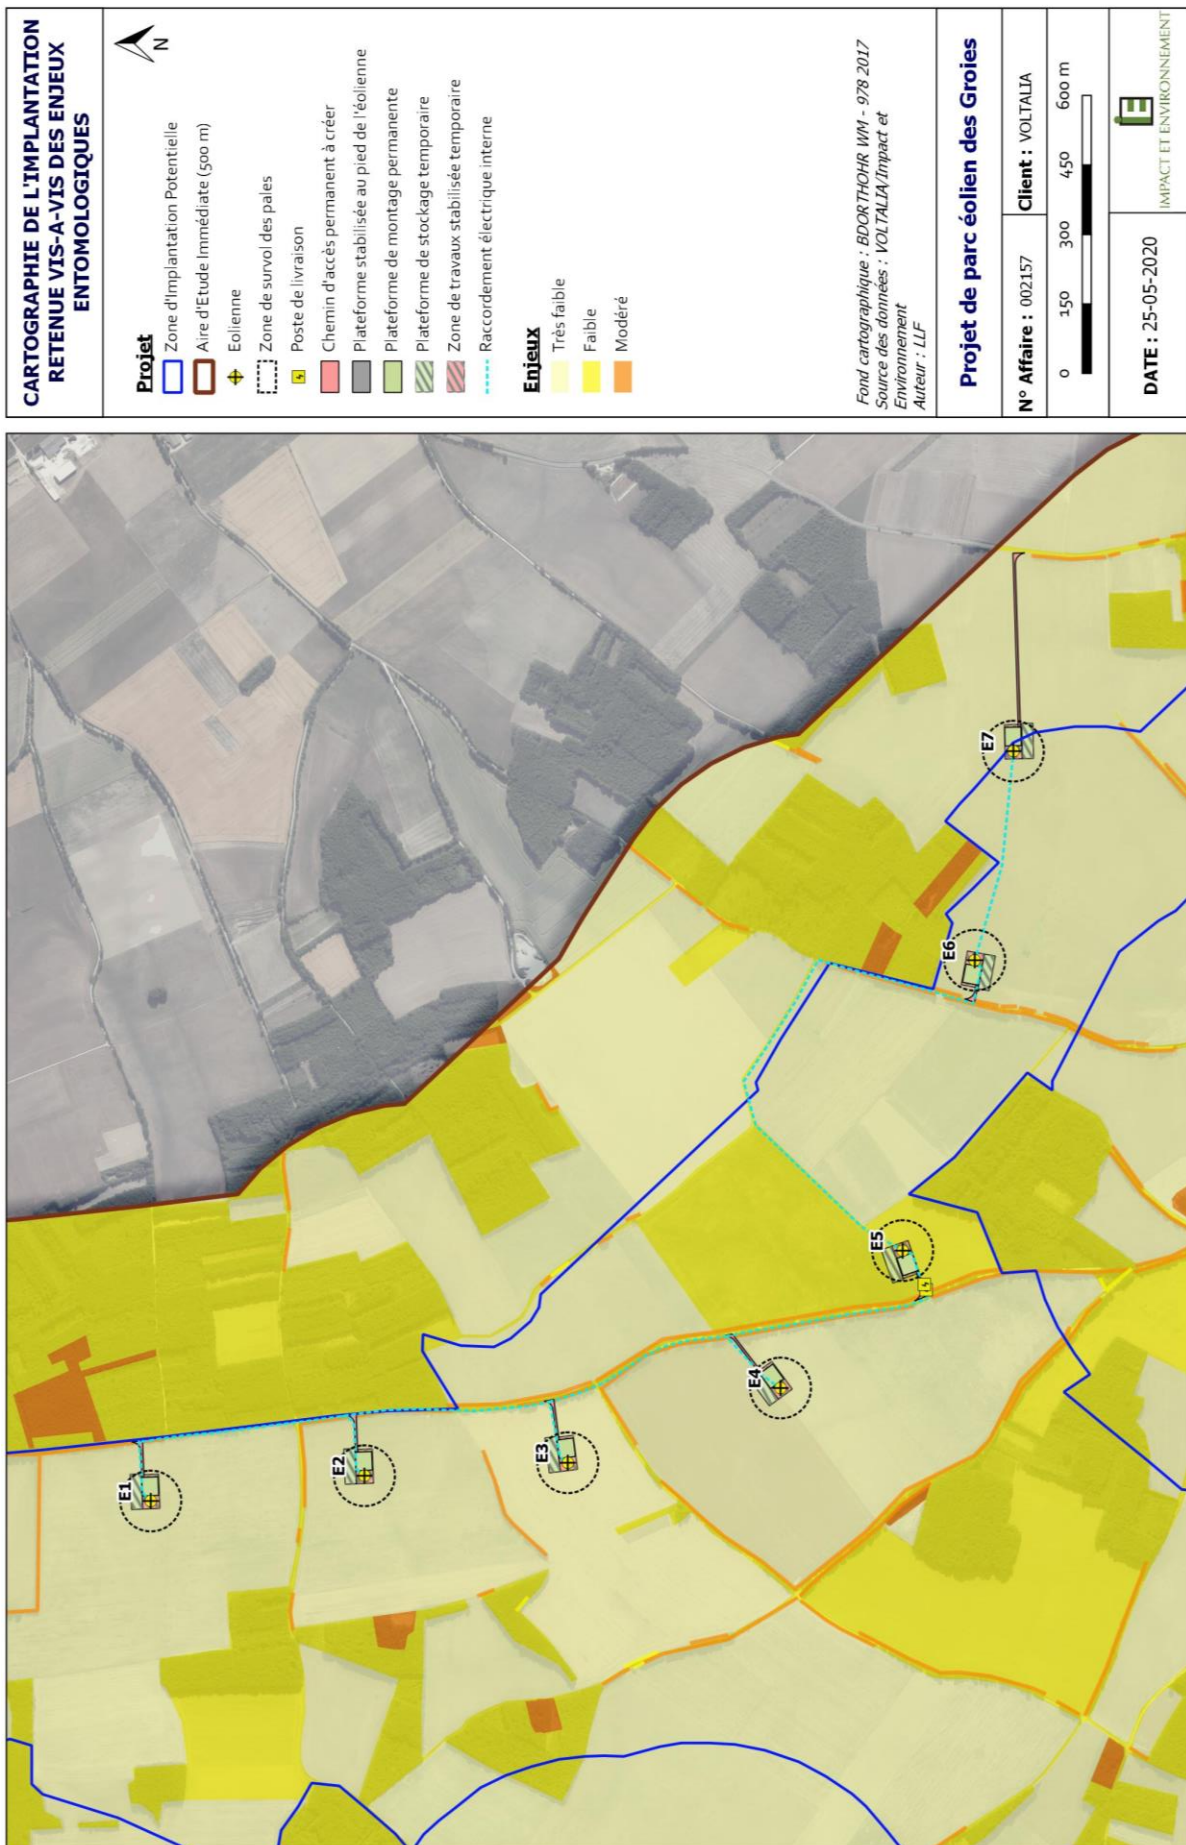 CARTOGRAPHIE DE L'IMPLANTATION
RETENUE VIS-A-VIS DES ENJEUX
ENTOMOLOGIQUES
N
Projet
Zone d'Implantation Potentielle
Aire d'Etude Immédiate (500 m)
Eolienne
Zone de survol des pales
Poste de livraison
Chemin d'accès permanent à créer
Plateforme stabilisée au pied de l'éolienne
Plateforme de montage permanente
Plateforme de stockage temporaire
Zone de travaux stabilisée temporaire
Raccordement électrique interne
Enjeux
Très faible
Faible
Modéré
Fond cartographique : BDORTHOHR WM - 978 2017
Source des données : VOLTALIA/Impact et
Environnement
Auteur : LLF
Projet de parc éolien des Groies
N° Affaire : 002157
Client : VOLTALIA
0 150 300 450 600 m
DATE : 25-05-2020
IE
IMPACT ET ENVIRONNEMENT
E1
E2
E3
E4
E5
E6
E7